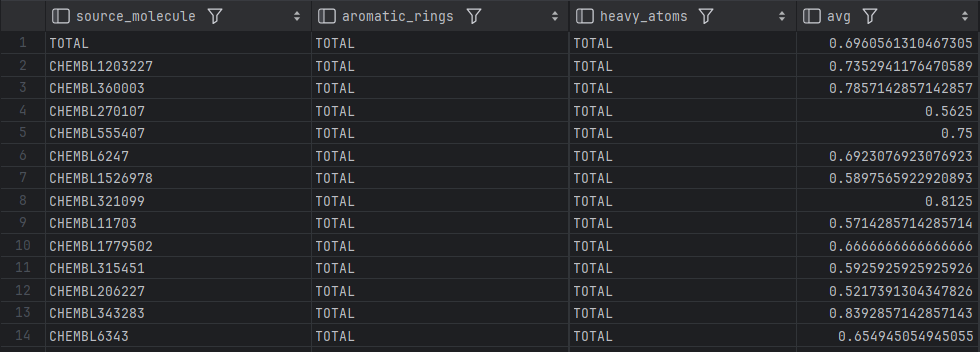 source_molecule aromatic_rings heavy_atoms avg
1 TOTAL TOTAL TOTAL 0.6960561310467305
2 CHEMBL1203227 TOTAL TOTAL 0.7352941176470589
3 CHEMBL360003 TOTAL TOTAL 0.7857142857142857
4 CHEMBL270107 TOTAL TOTAL 0.5625
5 CHEMBL555407 TOTAL TOTAL 0.75
6 CHEMBL6247 TOTAL TOTAL 0.6923076923076923
7 CHEMBL1526978 TOTAL TOTAL 0.5897565922920893
8 CHEMBL321099 TOTAL TOTAL 0.8125
9 CHEMBL11703 TOTAL TOTAL 0.5714285714285714
10 CHEMBL1779502 TOTAL TOTAL 0.6666666666666666
11 CHEMBL315451 TOTAL TOTAL 0.5925925925925926
12 CHEMBL206227 TOTAL TOTAL 0.5217391304347826
13 CHEMBL343283 TOTAL TOTAL 0.8392857142857143
14 CHEMBL6343 TOTAL TOTAL 0.654945054945055